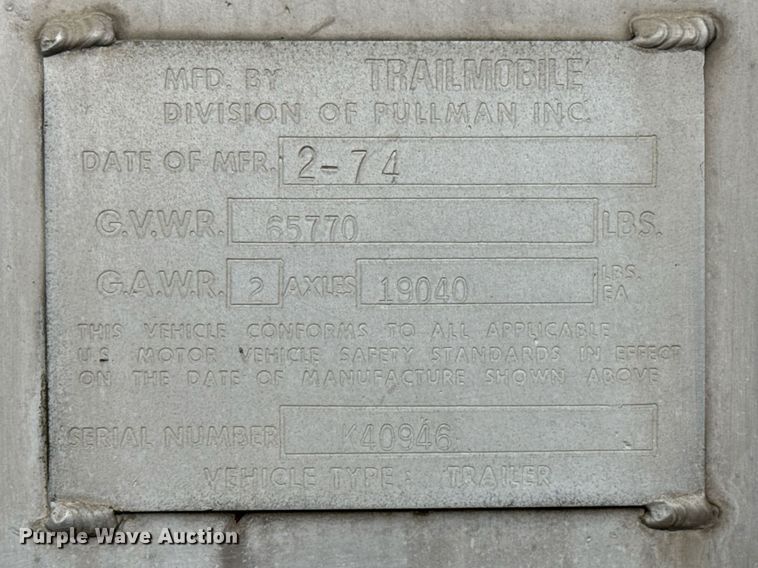 MFD. BY TRAILMOBILE
DIVISION OF PULLMAN INC.
DATE OF MFR. 2-74
G.V.W.R. 65770 LBS.
G.A.W.R. 2 AXLES 19040 LBS. EA
THIS VEHICLE CONFORMS TO ALL APPLICABLE
U.S. MOTOR VEHICLE SAFETY STANDARDS IN EFFECT
ON THE DATE OF MANUFACTURE SHOWN ABOVE
SERIAL NUMBER K40946
VEHICLE TYPE: TRAILER
Purple Wave Auction